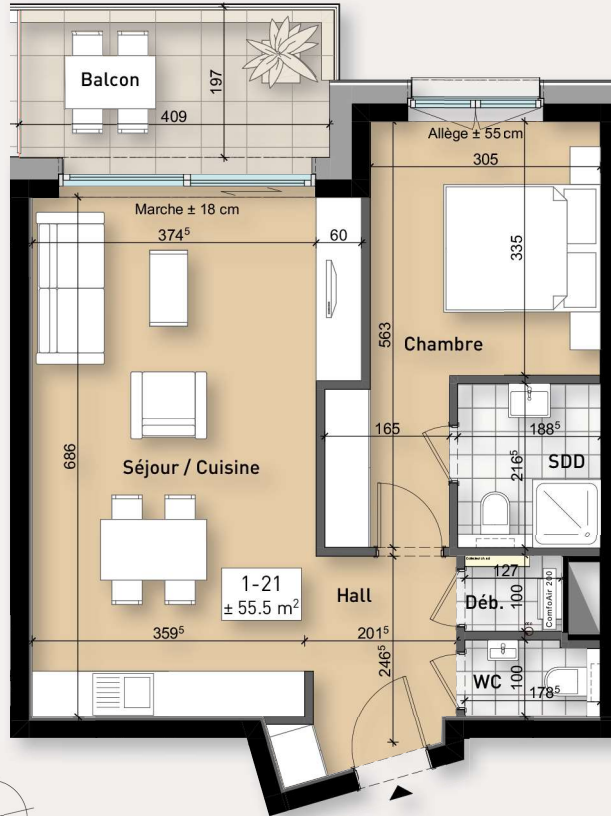 Balcon
197
409
Allège ± 55 cm
305
Marche ± 18 cm
374⁵
60
335
563
Chambre
686
165
188⁵
216⁵
SDD
Séjour / Cuisine
1-21
± 55.5 m²
Hall
127
Déb.
100
ComfoAir 200
359⁵
201⁵
246⁵
WC
100
178⁵